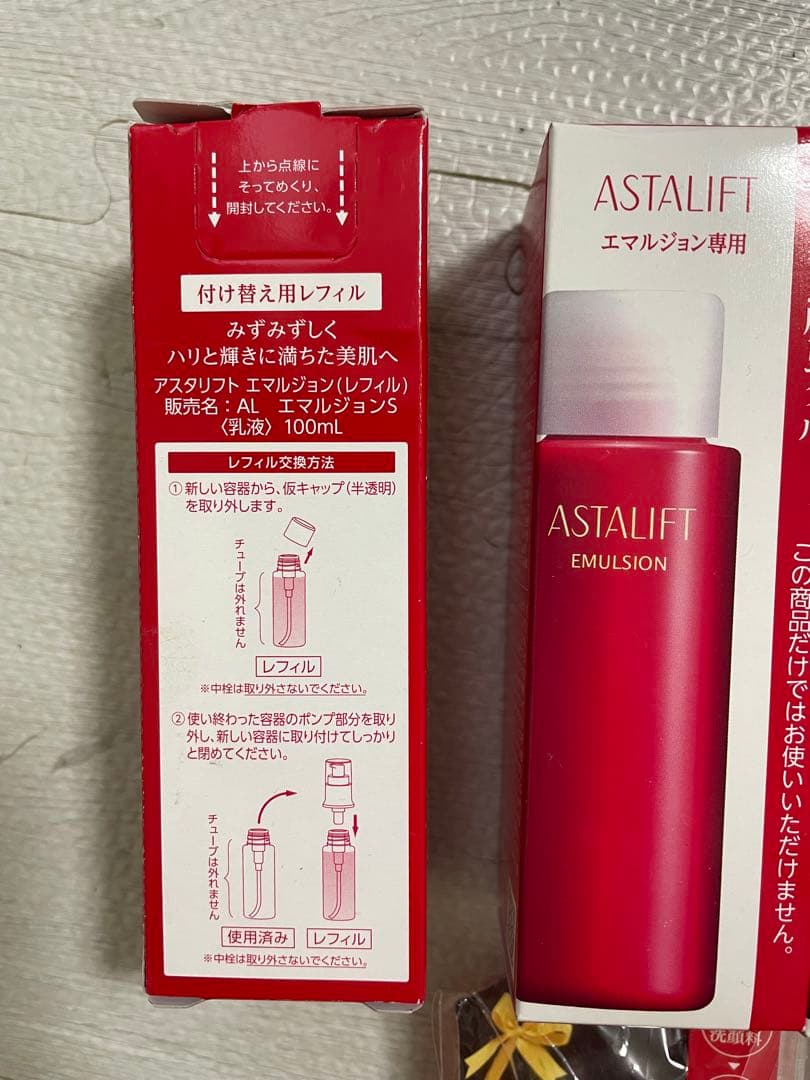 上から点線に
そってめくり、
開封してください。
付け替え用レフィル
みずみずしく
ハリと輝きに満ちた美肌へ
アスタリフト エマルジョン(レフィル)
販売名：AL エマルジョンS
〈乳液〉100mL
レフィル交換方法
①新しい容器から、仮キャップ(半透明)
を取り外します。
チューブは外れません
レフィル
※中栓は取り外さないでください。
②使い終わった容器のポンプ部分を取り
外し、新しい容器に取り付けてしっかり
と閉めてください。
チューブは外れません
使用済み
レフィル
※中栓は取り外さないでください。
ASTALIFT
エマルジョン専用
ASTALIFT
EMULSION
この商品だけではお使いいただけません。
洗顔料